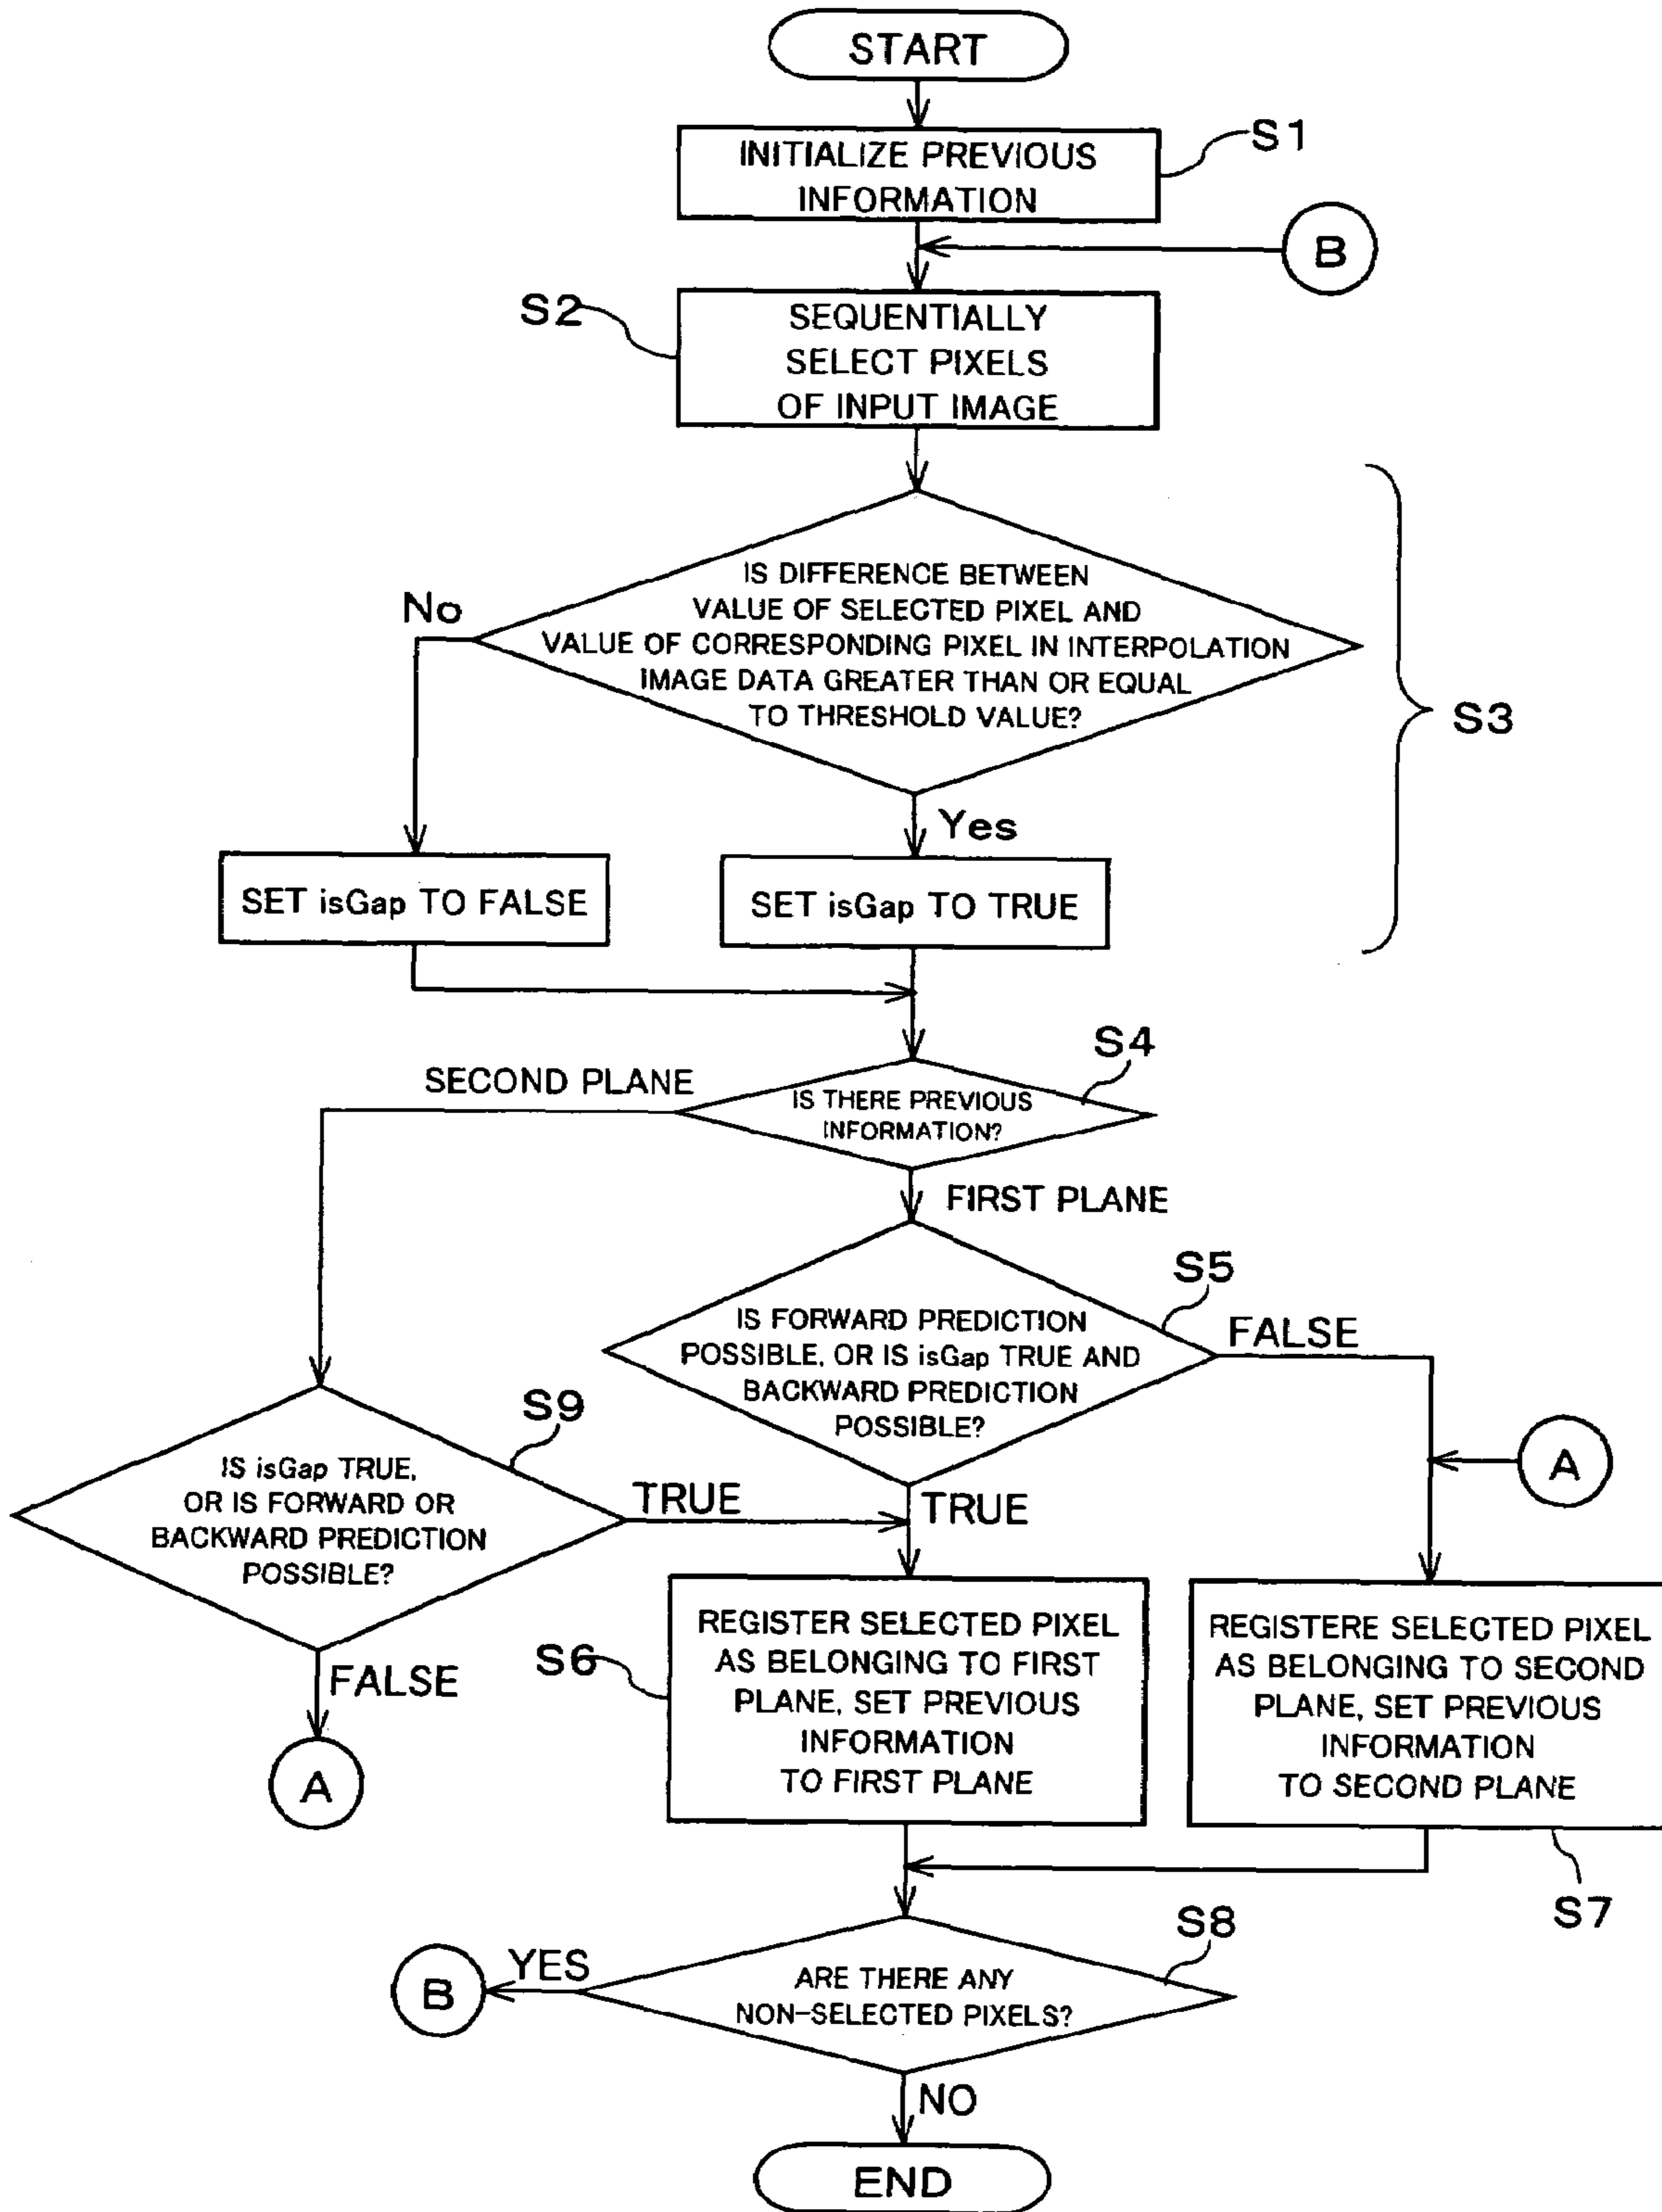 START
INITIALIZE PREVIOUS
INFORMATION
S1
B
S2
SEQUENTIALLY
SELECT PIXELS
OF INPUT IMAGE
IS DIFFERENCE BETWEEN
VALUE OF SELECTED PIXEL AND
VALUE OF CORRESPONDING PIXEL IN INTERPOLATION
IMAGE DATA GREATER THAN OR EQUAL
TO THRESHOLD VALUE?
No
S3
Yes
SET isGap TO FALSE
SET isGap TO TRUE
S4
SECOND PLANE
IS THERE PREVIOUS
INFORMATION?
FIRST PLANE
S5
IS FORWARD PREDICTION
POSSIBLE, OR IS isGap TRUE AND
BACKWARD PREDICTION
POSSIBLE?
FALSE
S9
IS isGap TRUE,
OR IS FORWARD OR
BACKWARD PREDICTION
POSSIBLE?
TRUE
TRUE
A
FALSE
A
S6
REGISTER SELECTED PIXEL
AS BELONGING TO FIRST
PLANE, SET PREVIOUS
INFORMATION
TO FIRST PLANE
REGISTERE SELECTED PIXEL
AS BELONGING TO SECOND
PLANE, SET PREVIOUS
INFORMATION
TO SECOND PLANE
S7
S8
B
YES
ARE THERE ANY
NON-SELECTED PIXELS?
NO
END